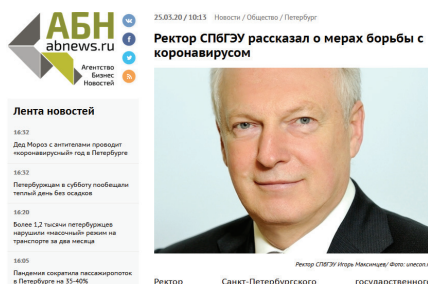 АБН
abnews.ru
Агентство
Бизнес
Новостей
25.03.20 / 10:13 Новости / Общество / Петербург
Ректор СПбГЭУ рассказал о мерах борьбы с
коронавирусом
Лента новостей
16:32
Дед Мороз с антителами проводит
«коронавирусный» год в Петербурге
16:32
Петербуржцам в субботу пообещали
теплый день без осадков
16:20
Более 1,2 тысячи петербуржцев
нарушили «масочный» режим на
транспорте за два месяца
16:05
Пандемия сократила пассажиропоток
в Петербурге на 35-40%
Ректор СПбГЭУ Игорь Максимцев/ Фото: unecon.r
Ректор Санкт-Петербургского государственного